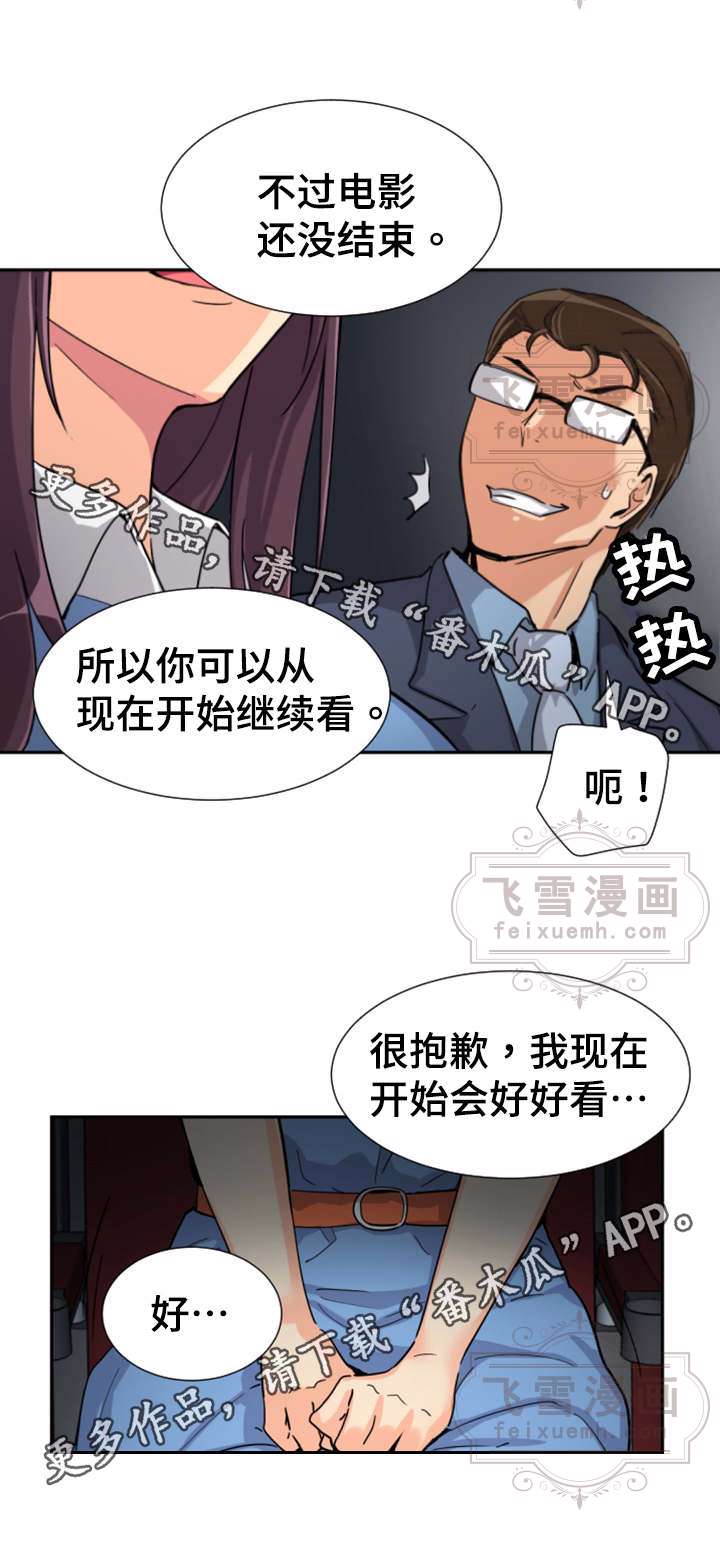 不过电影
还没结束。
飞雪漫画
feixuemh.com
更多作品，请下载“番木瓜”APP。
热
热
所以你可以从
现在开始继续看。
呃！
飞雪漫画
feixuemh.com
很抱歉，我现在
开始会好好看…
好…
更多作品，请下载“番木瓜”APP。
飞雪漫画
feixuemh.com